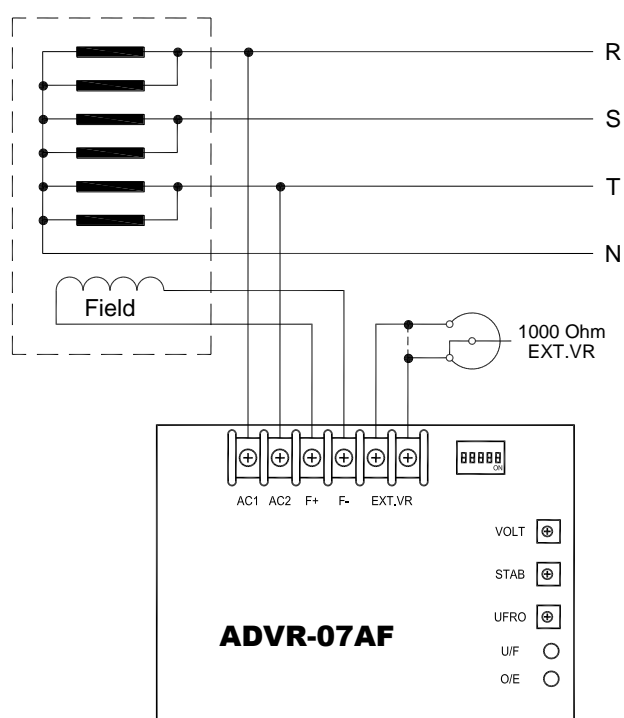 R
S
T
N
Field
1000 Ohm
EXT.VR
ON
AC1 AC2 F+ F- EXT.VR
VOLT
STAB
UFRO
ADVR-07AF
U/F
O/E